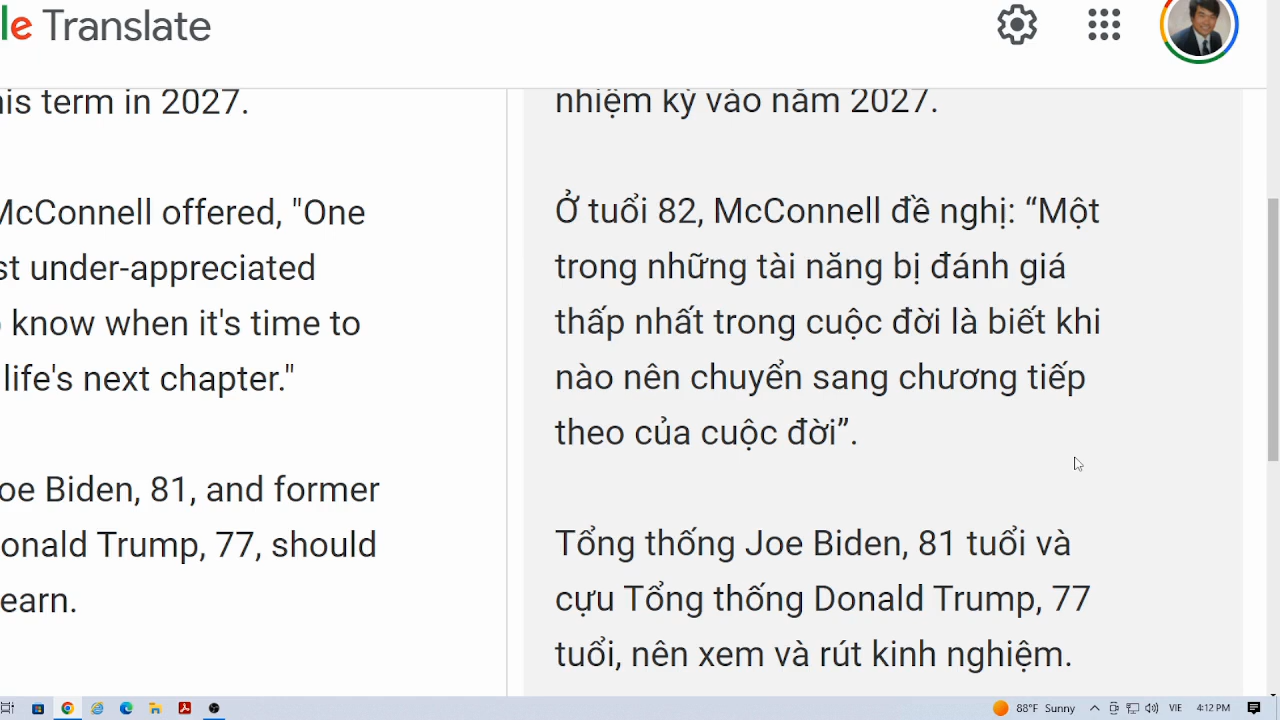 le Translate
is term in 2027.
McConnell offered, "One
st under-appreciated
know when it's time to
life's next chapter."
oe Biden, 81, and former
onald Trump, 77, should
earn.
nhiệm kỳ vào năm 2027.
Ở tuổi 82, McConnell đề nghị: “Một
trong những tài năng bị đánh giá
thấp nhất trong cuộc đời là biết khi
nào nên chuyển sang chương tiếp
theo của cuộc đời”.
Tổng thống Joe Biden, 81 tuổi và
cựu Tổng thống Donald Trump, 77
tuổi, nên xem và rút kinh nghiệm.
88°F Sunny VIE 4:12 PM